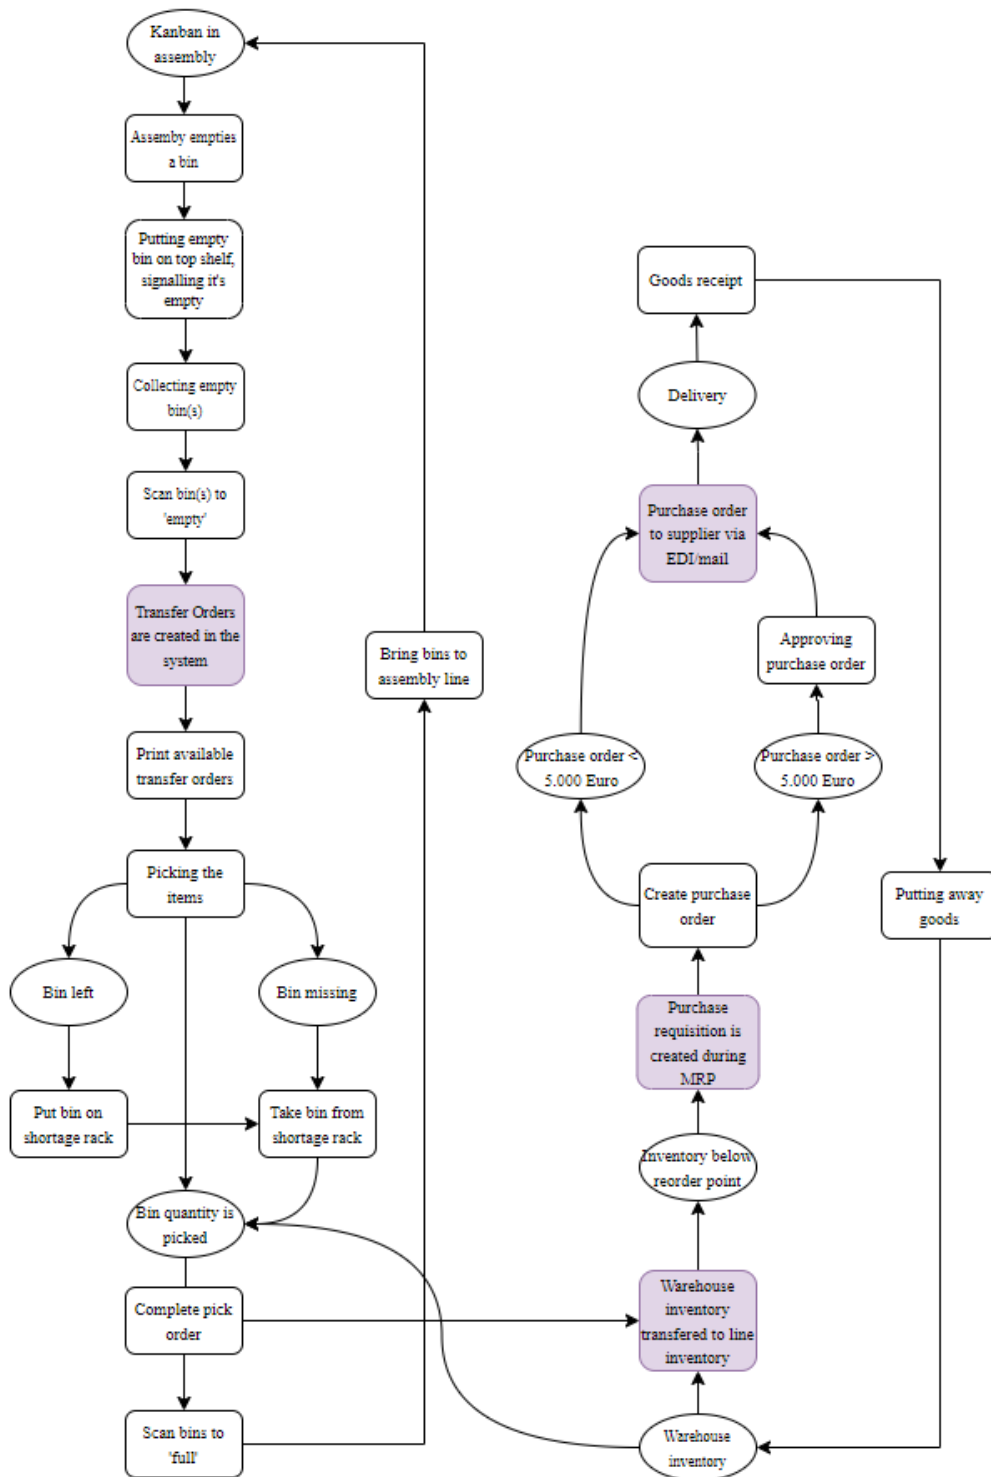 Kanban in
assembly
Assemby empties
a bin
Putting empty
bin on top shelf,
signalling it's
empty
Collecting empty
bin(s)
Scan bin(s) to
'empty'
Transfer Orders
are created in the
system
Print available
transfer orders
Picking the
items
Bin left
Bin missing
Put bin on
shortage rack
Take bin from
shortage rack
Bin quantity is
picked
Complete pick
order
Scan bins to
'full'
Bring bins to
assembly line
Goods receipt
Delivery
Purchase order
to supplier via
EDI/mail
Approving
purchase order
Purchase order <
5.000 Euro
Purchase order >
5.000 Euro
Create purchase
order
Putting away
goods
Purchase
requisition is
created during
MRP
Inventory below
reorder point
Warehouse
inventory
transfered to line
inventory
Warehouse
inventory